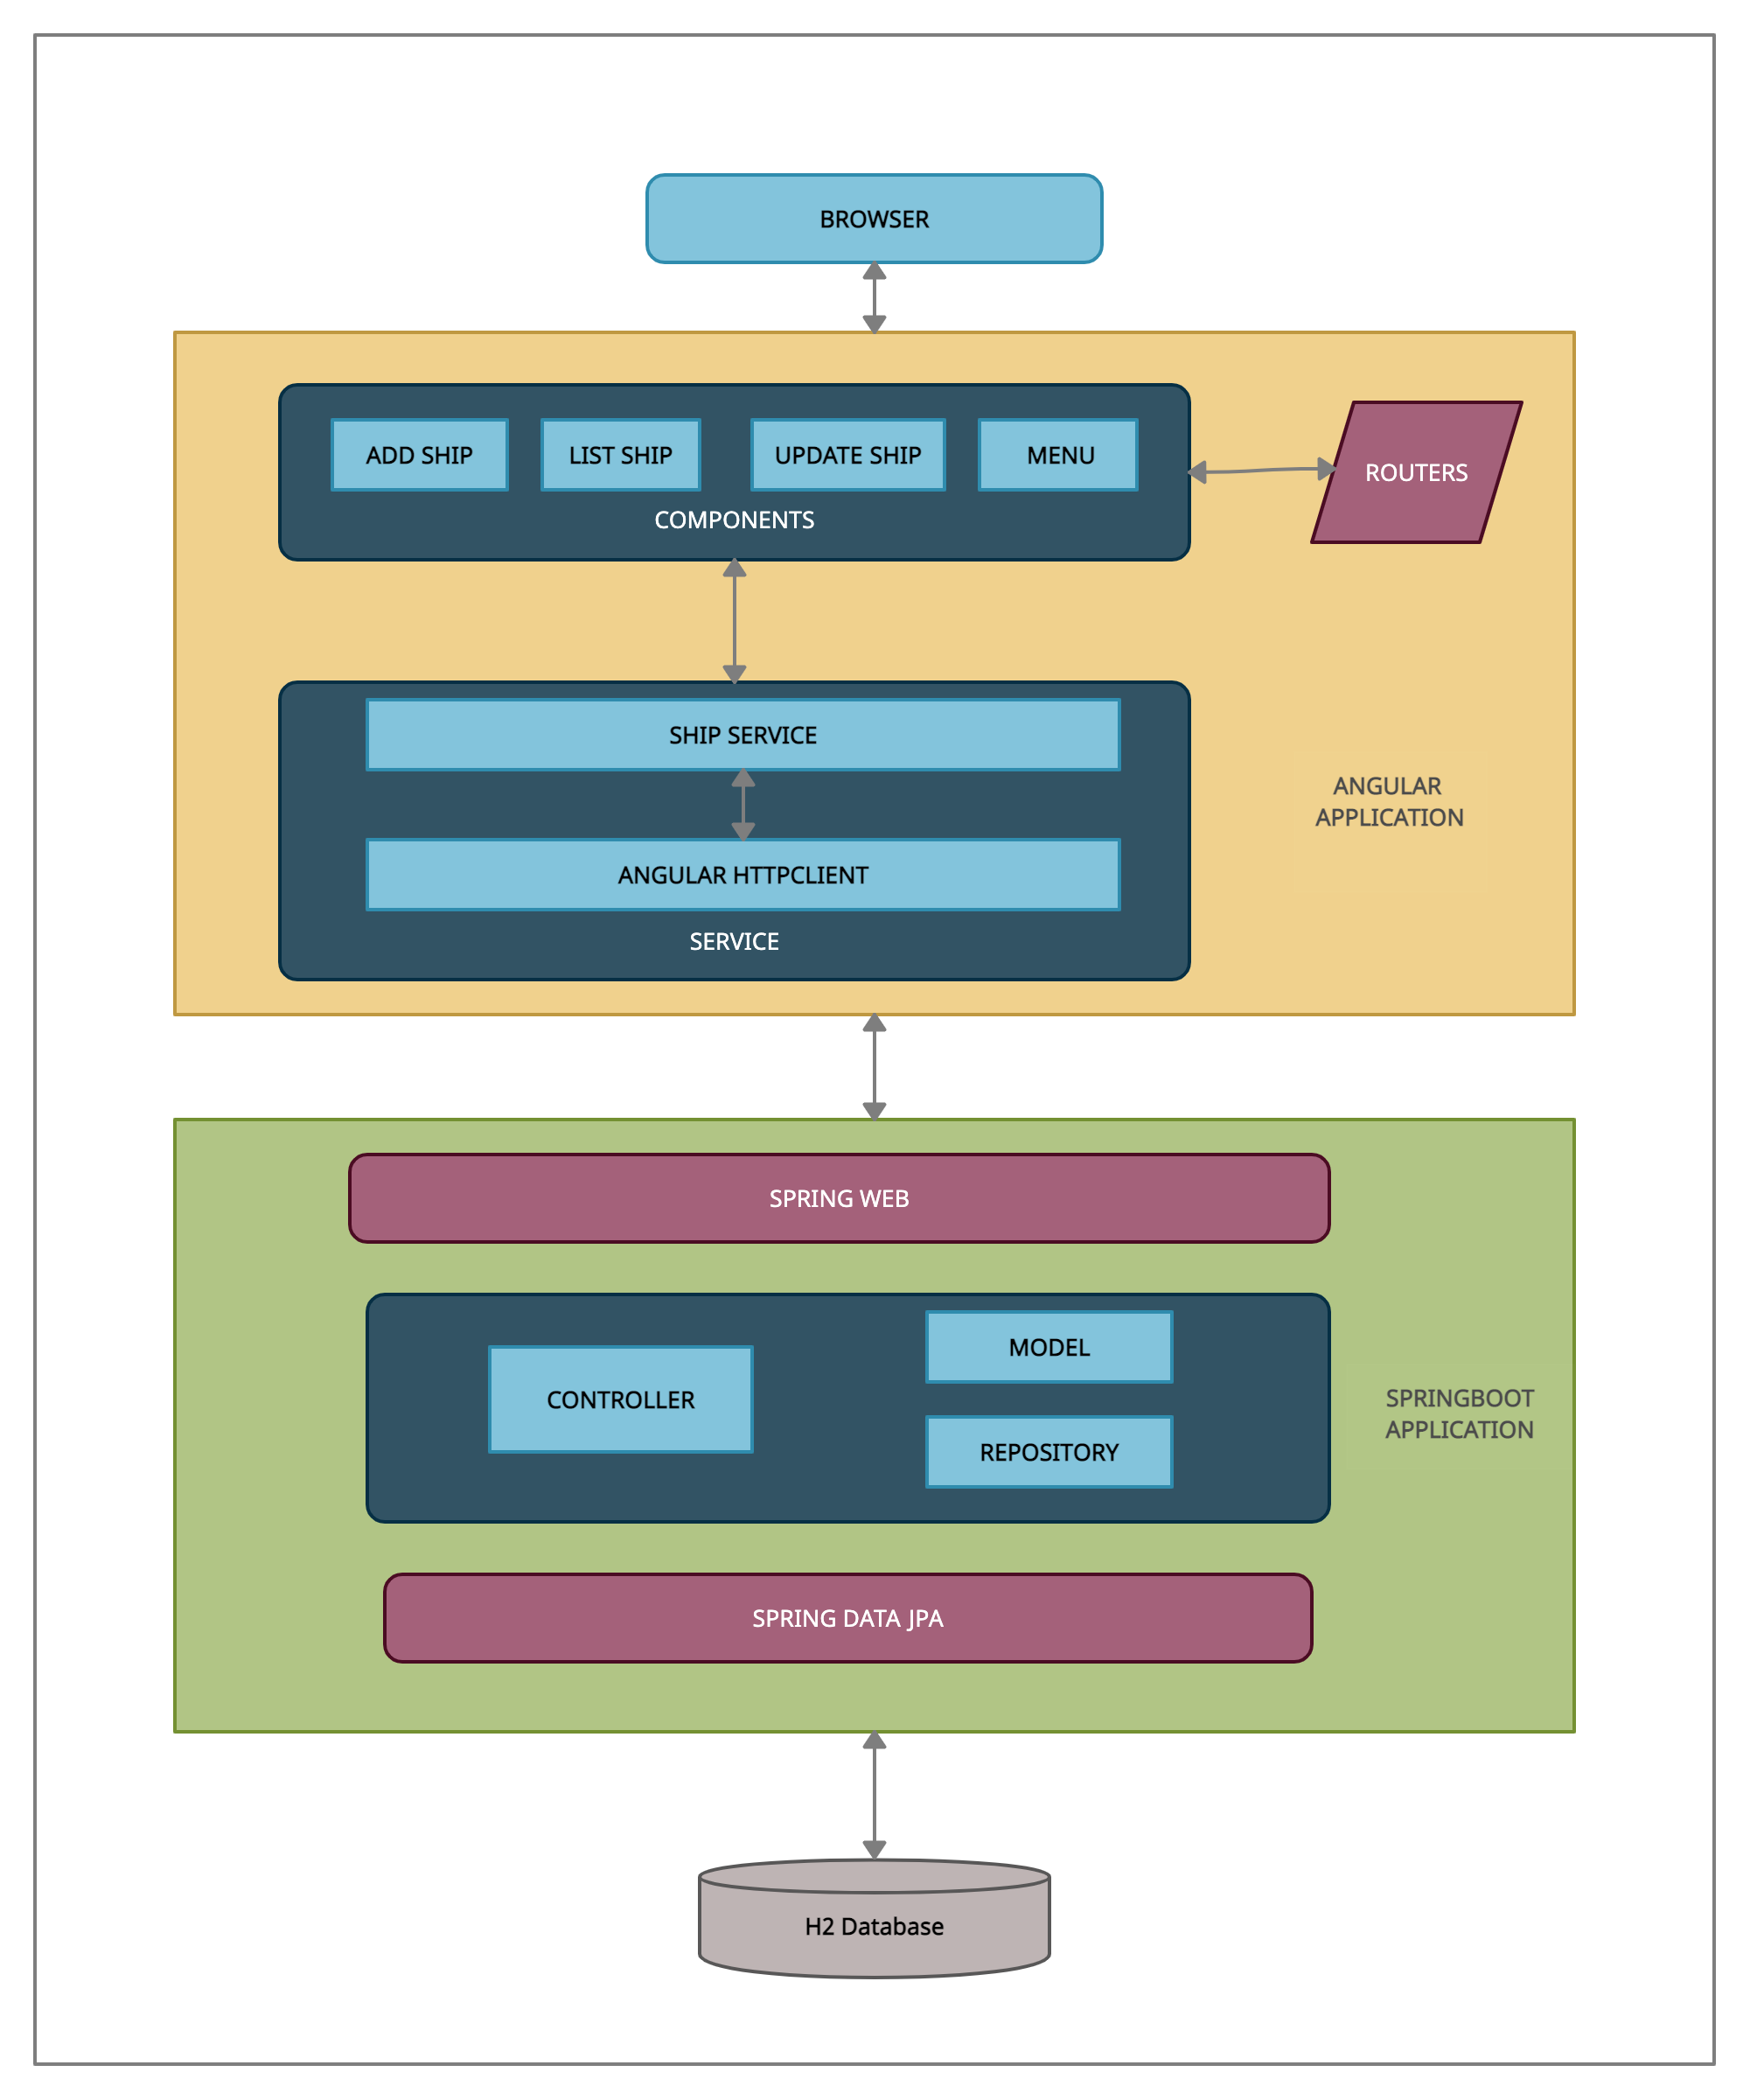 BROWSER
ADD SHIP
LIST SHIP
UPDATE SHIP
MENU
COMPONENTS
ROUTERS
SHIP SERVICE
ANGULAR HTTPCLIENT
SERVICE
ANGULAR
APPLICATION
SPRING WEB
CONTROLLER
MODEL
REPOSITORY
SPRINGBOOT
APPLICATION
SPRING DATA JPA
H2 Database